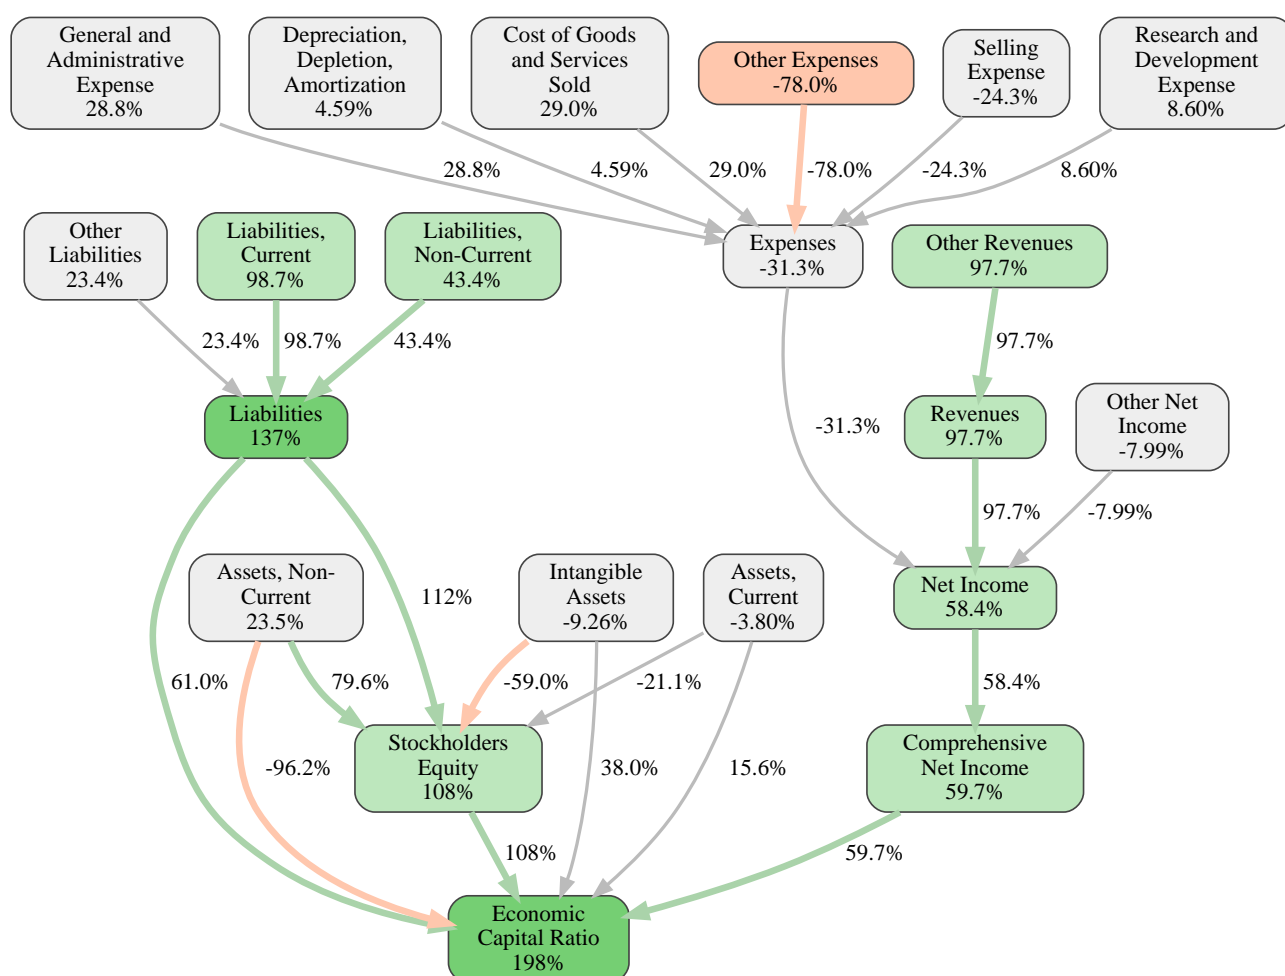 General and
Administrative
Expense
28.8%
Depreciation,
Depletion,
Amortization
4.59%
Cost of Goods
and Services
Sold
29.0%
Other Expenses
-78.0%
Selling
Expense
-24.3%
Research and
Development
Expense
8.60%
28.8%
4.59%
29.0%
-78.0%
-24.3%
8.60%
Other
Liabilities
23.4%
Liabilities,
Current
98.7%
Liabilities,
Non-Current
43.4%
Expenses
-31.3%
Other Revenues
97.7%
23.4%
98.7%
43.4%
97.7%
Liabilities
137%
-31.3%
Revenues
97.7%
Other Net
Income
-7.99%
97.7%
-7.99%
Assets, Non-
Current
23.5%
112%
Intangible
Assets
-9.26%
Assets,
Current
-3.80%
Net Income
58.4%
61.0%
79.6%
-59.0%
-21.1%
58.4%
Stockholders
Equity
108%
-96.2%
38.0%
15.6%
Comprehensive
Net Income
59.7%
108%
59.7%
Economic
Capital Ratio
198%